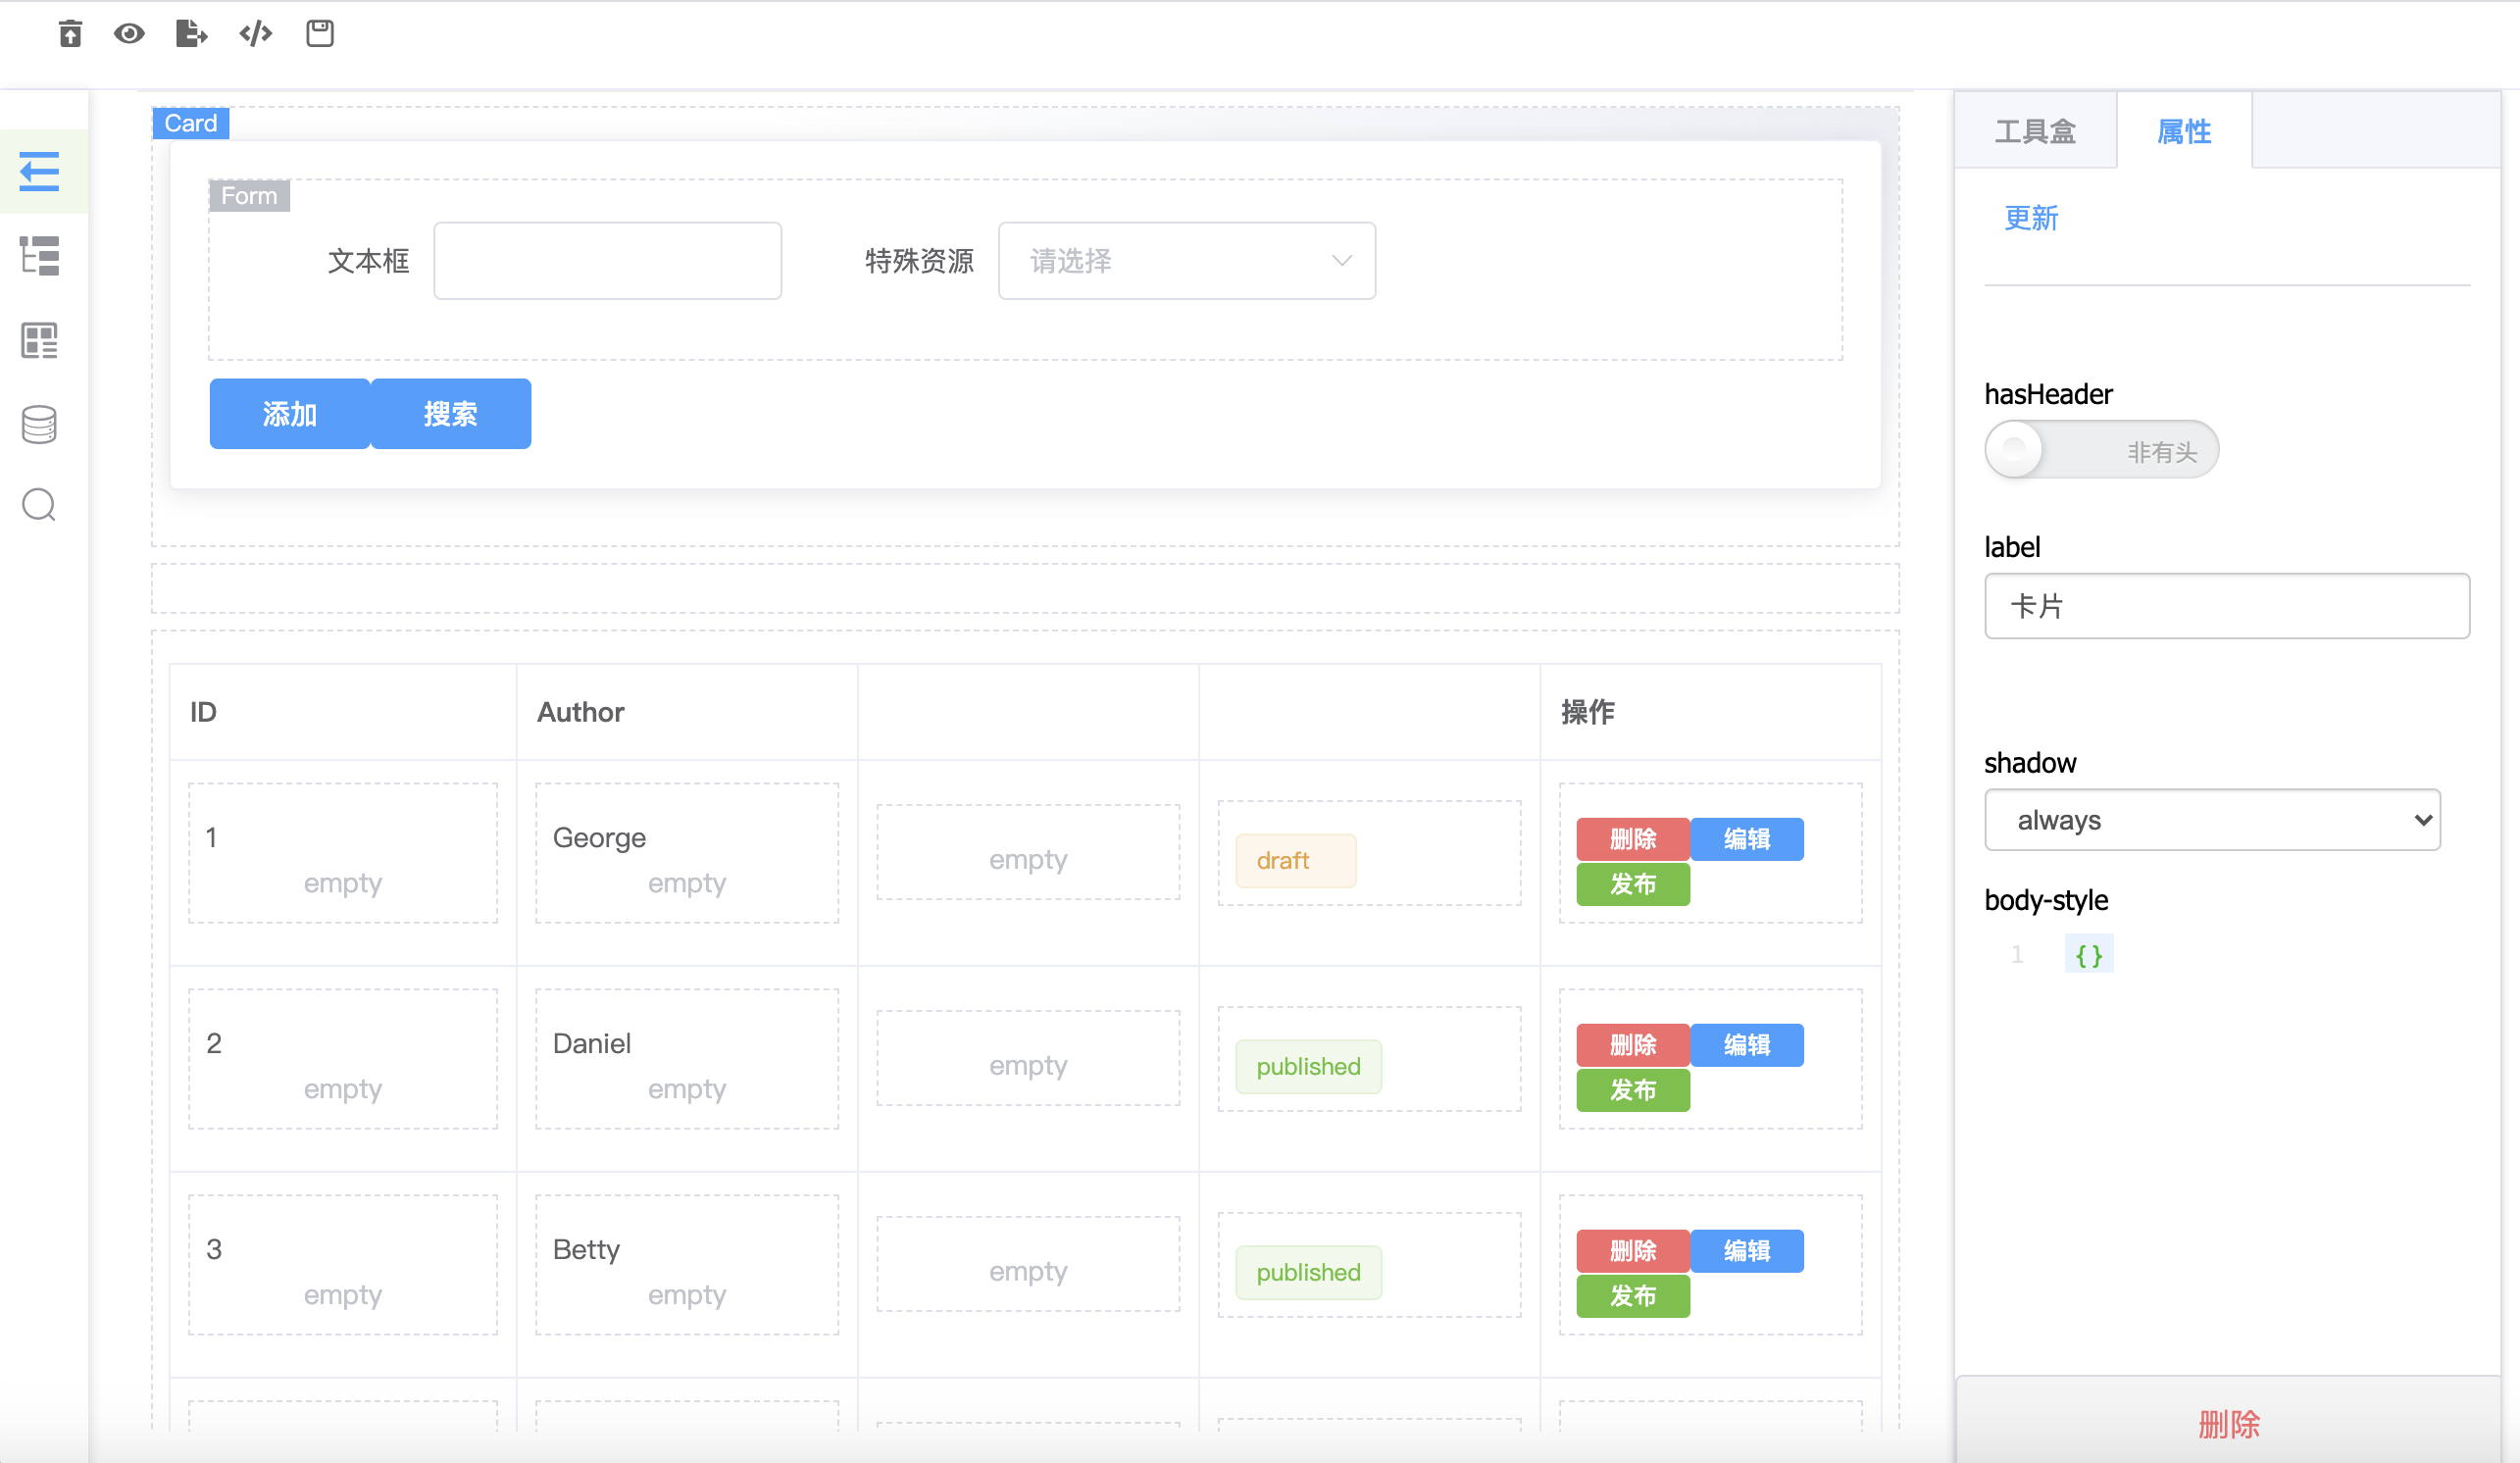 Card
Form
文本框
特殊资源 请选择
添加 搜索
ID Author 操作
1 George draft 删除 编辑
empty empty empty 发布
2 Daniel published 删除 编辑
empty empty empty 发布
3 Betty published 删除 编辑
empty empty empty 发布
工具盒 属性
更新
hasHeader
非有头
label
卡片
shadow
always
body-style
1 {}
删除